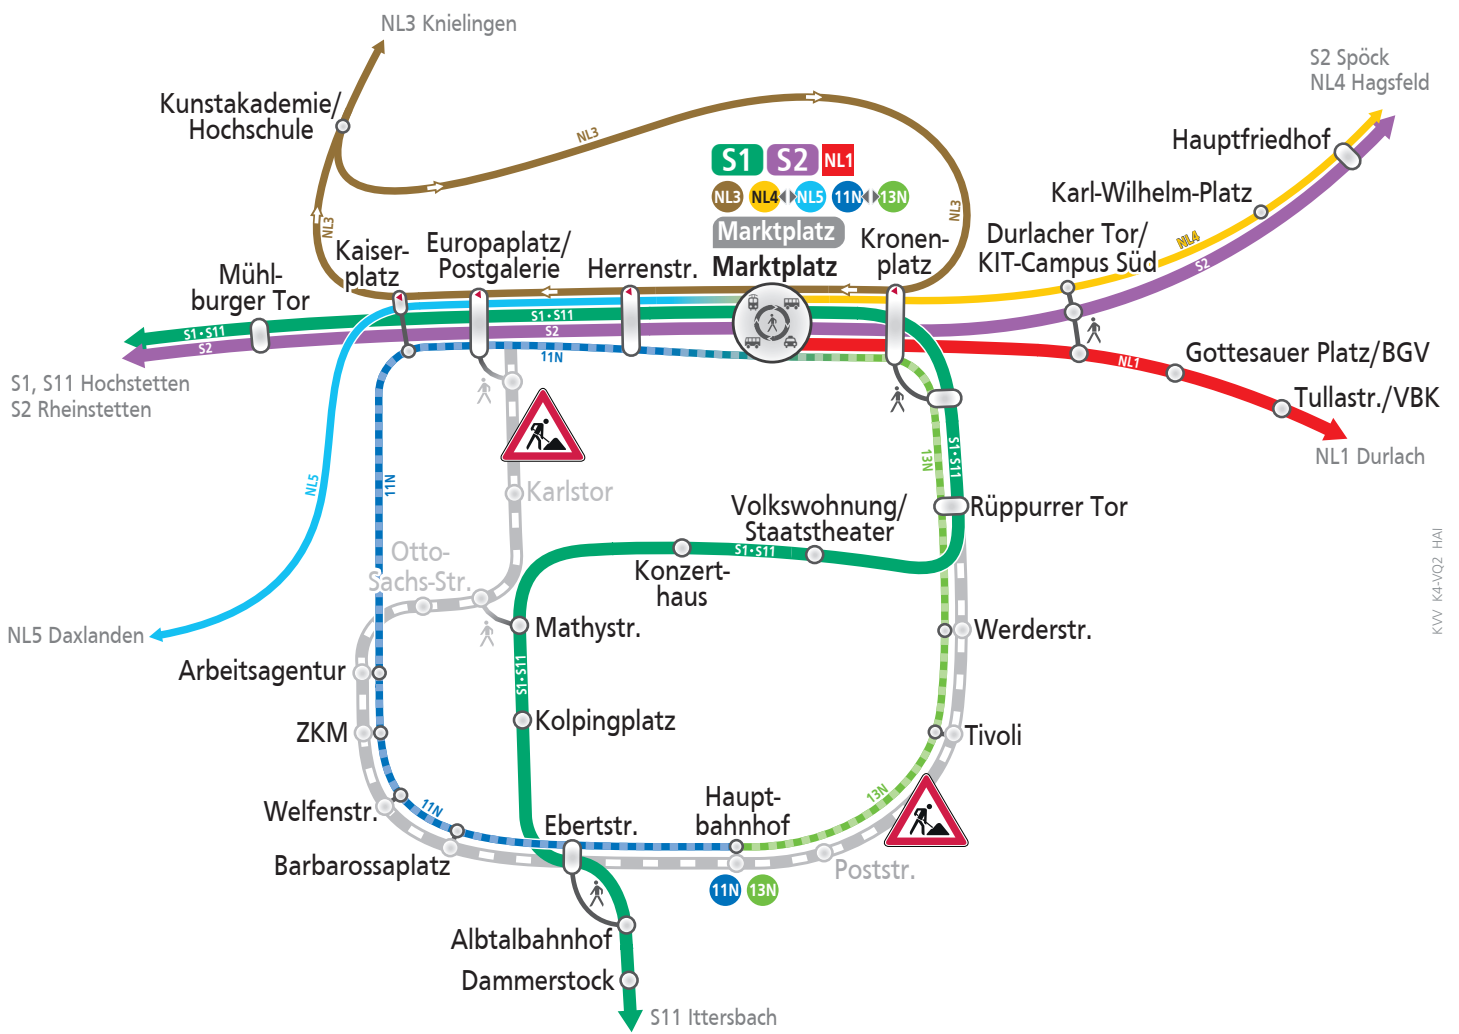 NL3 Knielingen
S2 Spöck
NL4 Hagsfeld
Kunstakademie/
Hochschule
NL3
Hauptfriedhof
S1 S2 NL1
NL3 NL4 NL5 11N 13N
Marktplatz
Karl-Wilhelm-Platz
NL3
NL3
Kaiser-
platz
Europaplatz/
Postgalerie
Herrenstr.
Marktplatz
Kronen-
platz
Durlacher Tor/
KIT-Campus Süd
NL4
S2
Mühl-
burger Tor
S1•S11
S2
S1•S11
S2
11N
NL1
Gottesauer Platz/BGV
Tullastr./VBK
NL1 Durlach
S1, S11 Hochstetten
S2 Rheinstetten
NL5
11N
13N
S1•S11
Karlstor
Volkswohnung/
Staatstheater
Rüppurrer Tor
Otto-
Sachs-Str.
S1•S11
Konzert-
haus
KVV K4-VQ2 HAI
NL5 Daxlanden
Mathystr.
Werderstr.
Arbeitsagentur
S1•S11
ZKM
Kolpingplatz
Tivoli
Welfenstr.
11N
Ebertstr.
Haupt-
bahnhof
13N
Barbarossaplatz
Poststr.
11N 13N
Albtalbahnhof
Dammerstock
S11 Ittersbach